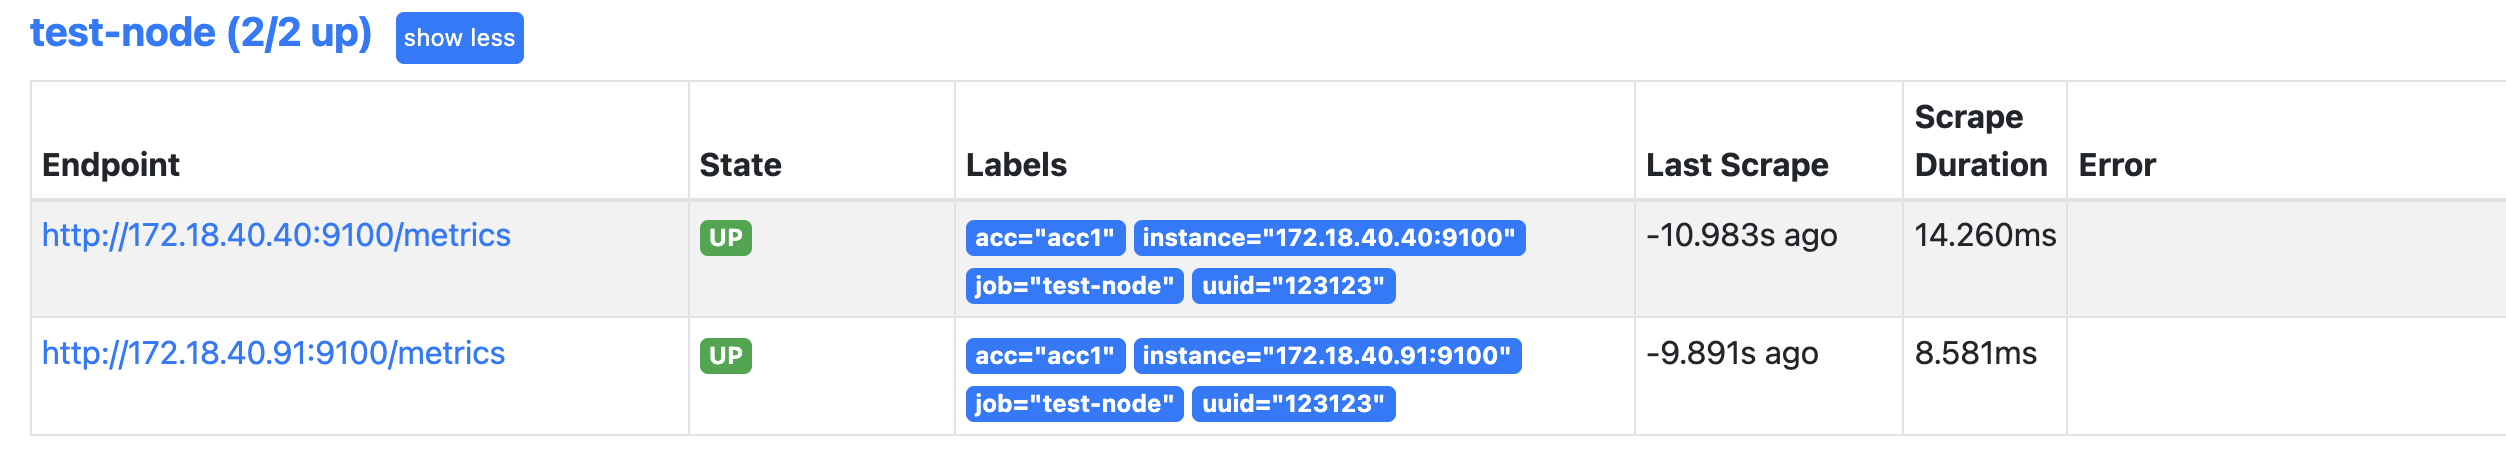 test-node (2/2 up) show less
Endpoint State Labels Last Scrape Scrape Duration Error
http://172.18.40.40:9100/metrics UP acc="acc1" instance="172.18.40.40:9100" -10.983s ago 14.260ms
job="test-node" uuid="123123"
http://172.18.40.91:9100/metrics UP acc="acc1" instance="172.18.40.91:9100" -9.891s ago 8.581ms
job="test-node" uuid="123123"